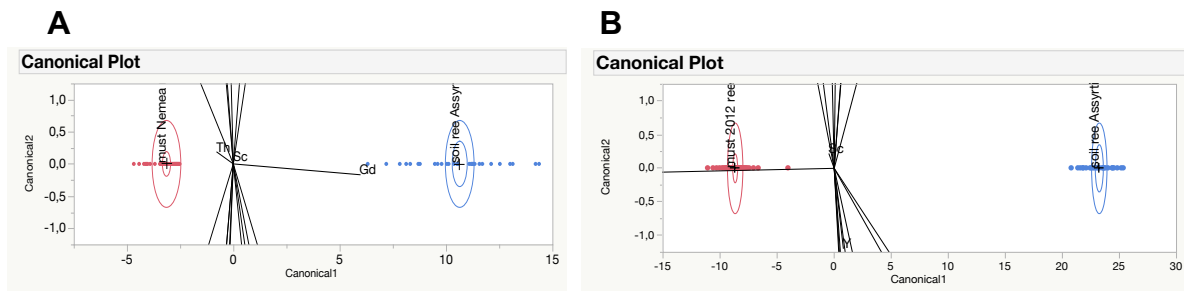 A
B
Canonical Plot
Canonical2
1,0
0,5
0,0
-0,5
-1,0
must Nemea
Th
Sc
Gd
soil ree Assyr
-5
0
5
10
15
Canonical1
Canonical Plot
Canonical2
1,0
0,5
0,0
-0,5
-1,0
must 2012 ree
Sc
Y
soil ree Assyrti
-15
-10
-5
0
5
10
15
20
25
30
Canonical1